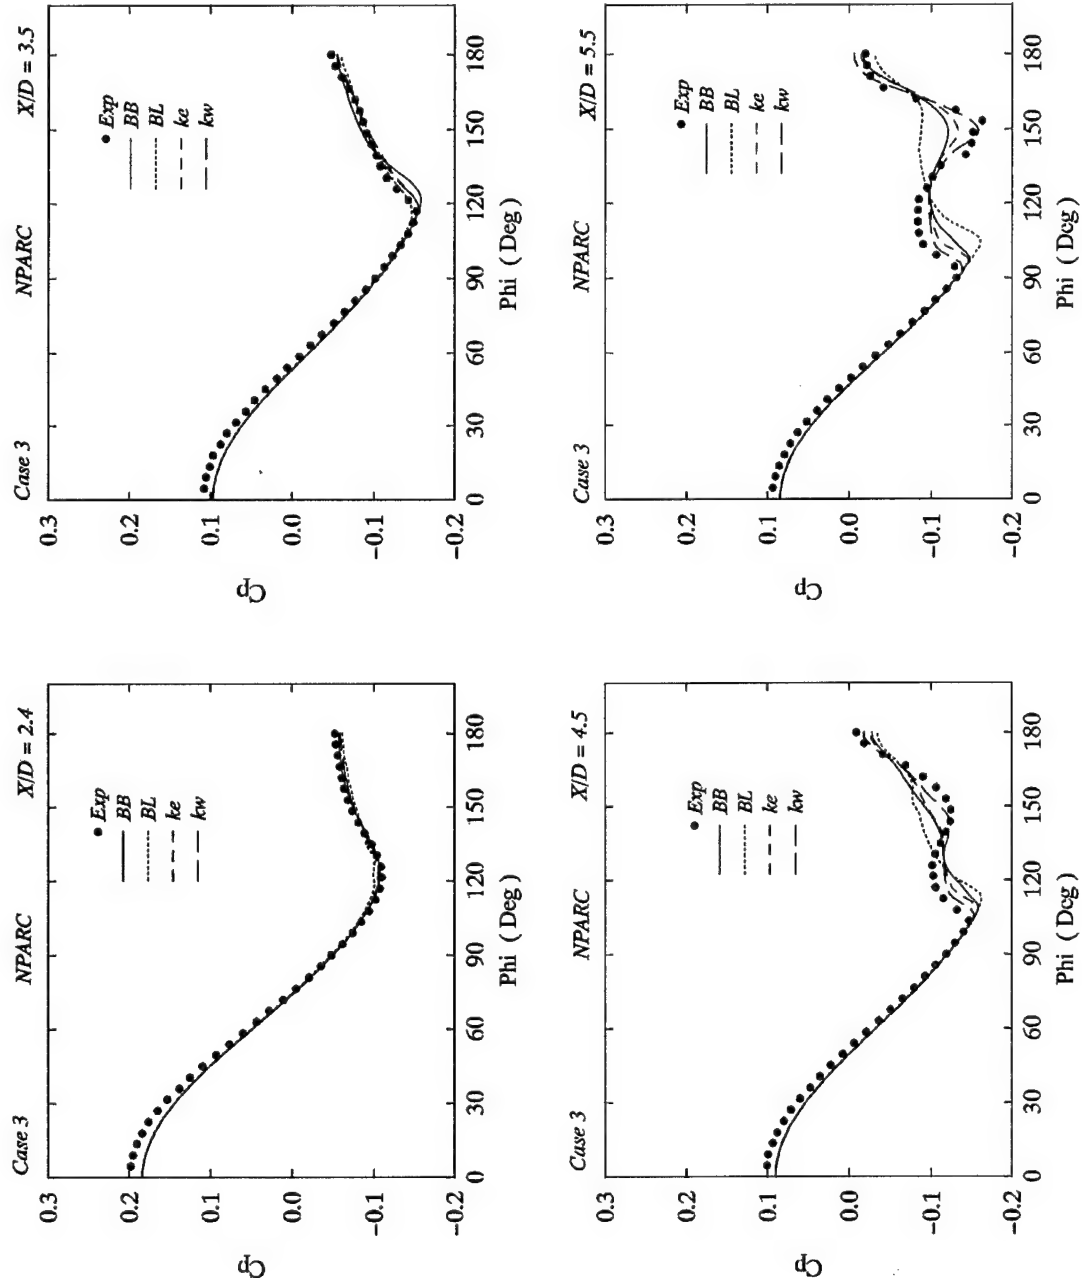 Case 3 NPARC X/D = 2.4
0.3
0.2
0.1
0.0
−0.1
−0.2
Cp
Exp
BB
BL
ke
kw
0 30 60 90 120 150 180
Phi ( Deg )
Case 3 NPARC X/D = 3.5
0.3
0.2
0.1
0.0
−0.1
−0.2
Cp
Exp
BB
BL
ke
kw
0 30 60 90 120 150 180
Phi ( Deg )
Case 3 NPARC X/D = 4.5
0.3
0.2
0.1
0.0
−0.1
−0.2
Cp
Exp
BB
BL
ke
kw
0 30 60 90 120 150 180
Phi ( Deg )
Case 3 NPARC X/D = 5.5
0.3
0.2
0.1
0.0
−0.1
−0.2
Cp
Exp
BB
BL
ke
kw
0 30 60 90 120 150 180
Phi ( Deg )